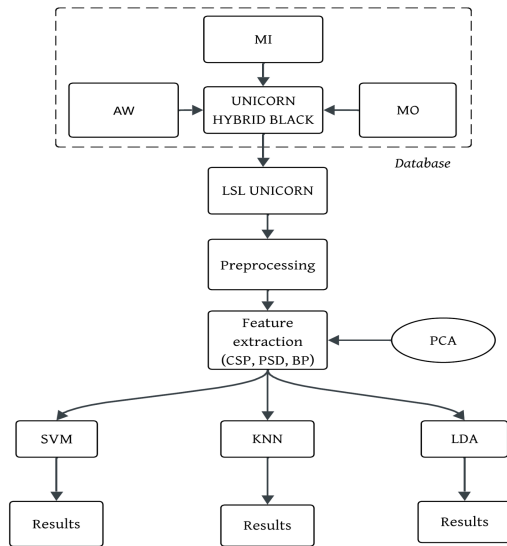 MI
AW
UNICORN
HYBRID BLACK
MO
Database
LSL UNICORN
Preprocessing
Feature
extraction
(CSP, PSD, BP)
PCA
SVM
KNN
LDA
Results
Results
Results